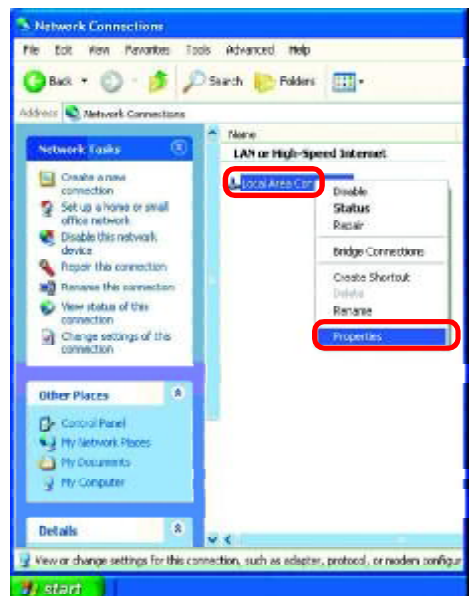 Network Connections
File Edit View Favorites Tools Advanced Help
Back Search Folders
Address Network Connections
Network Tasks
Create a new
connection
Set up a home or small
office network
Disable this network
device
Repair this connection
Rename this connection
View status of this
connection
Change settings of this
connection
Other Places
Control Panel
My Network Places
My Documents
My Computer
Details
Name
LAN or High-Speed Internet
Local Area Con
Disable
Status
Repair
Bridge Connections
Create Shortcut
Delete
Rename
Properties
View or change settings for this connection, such as adapter, protocol, or modem configur
start